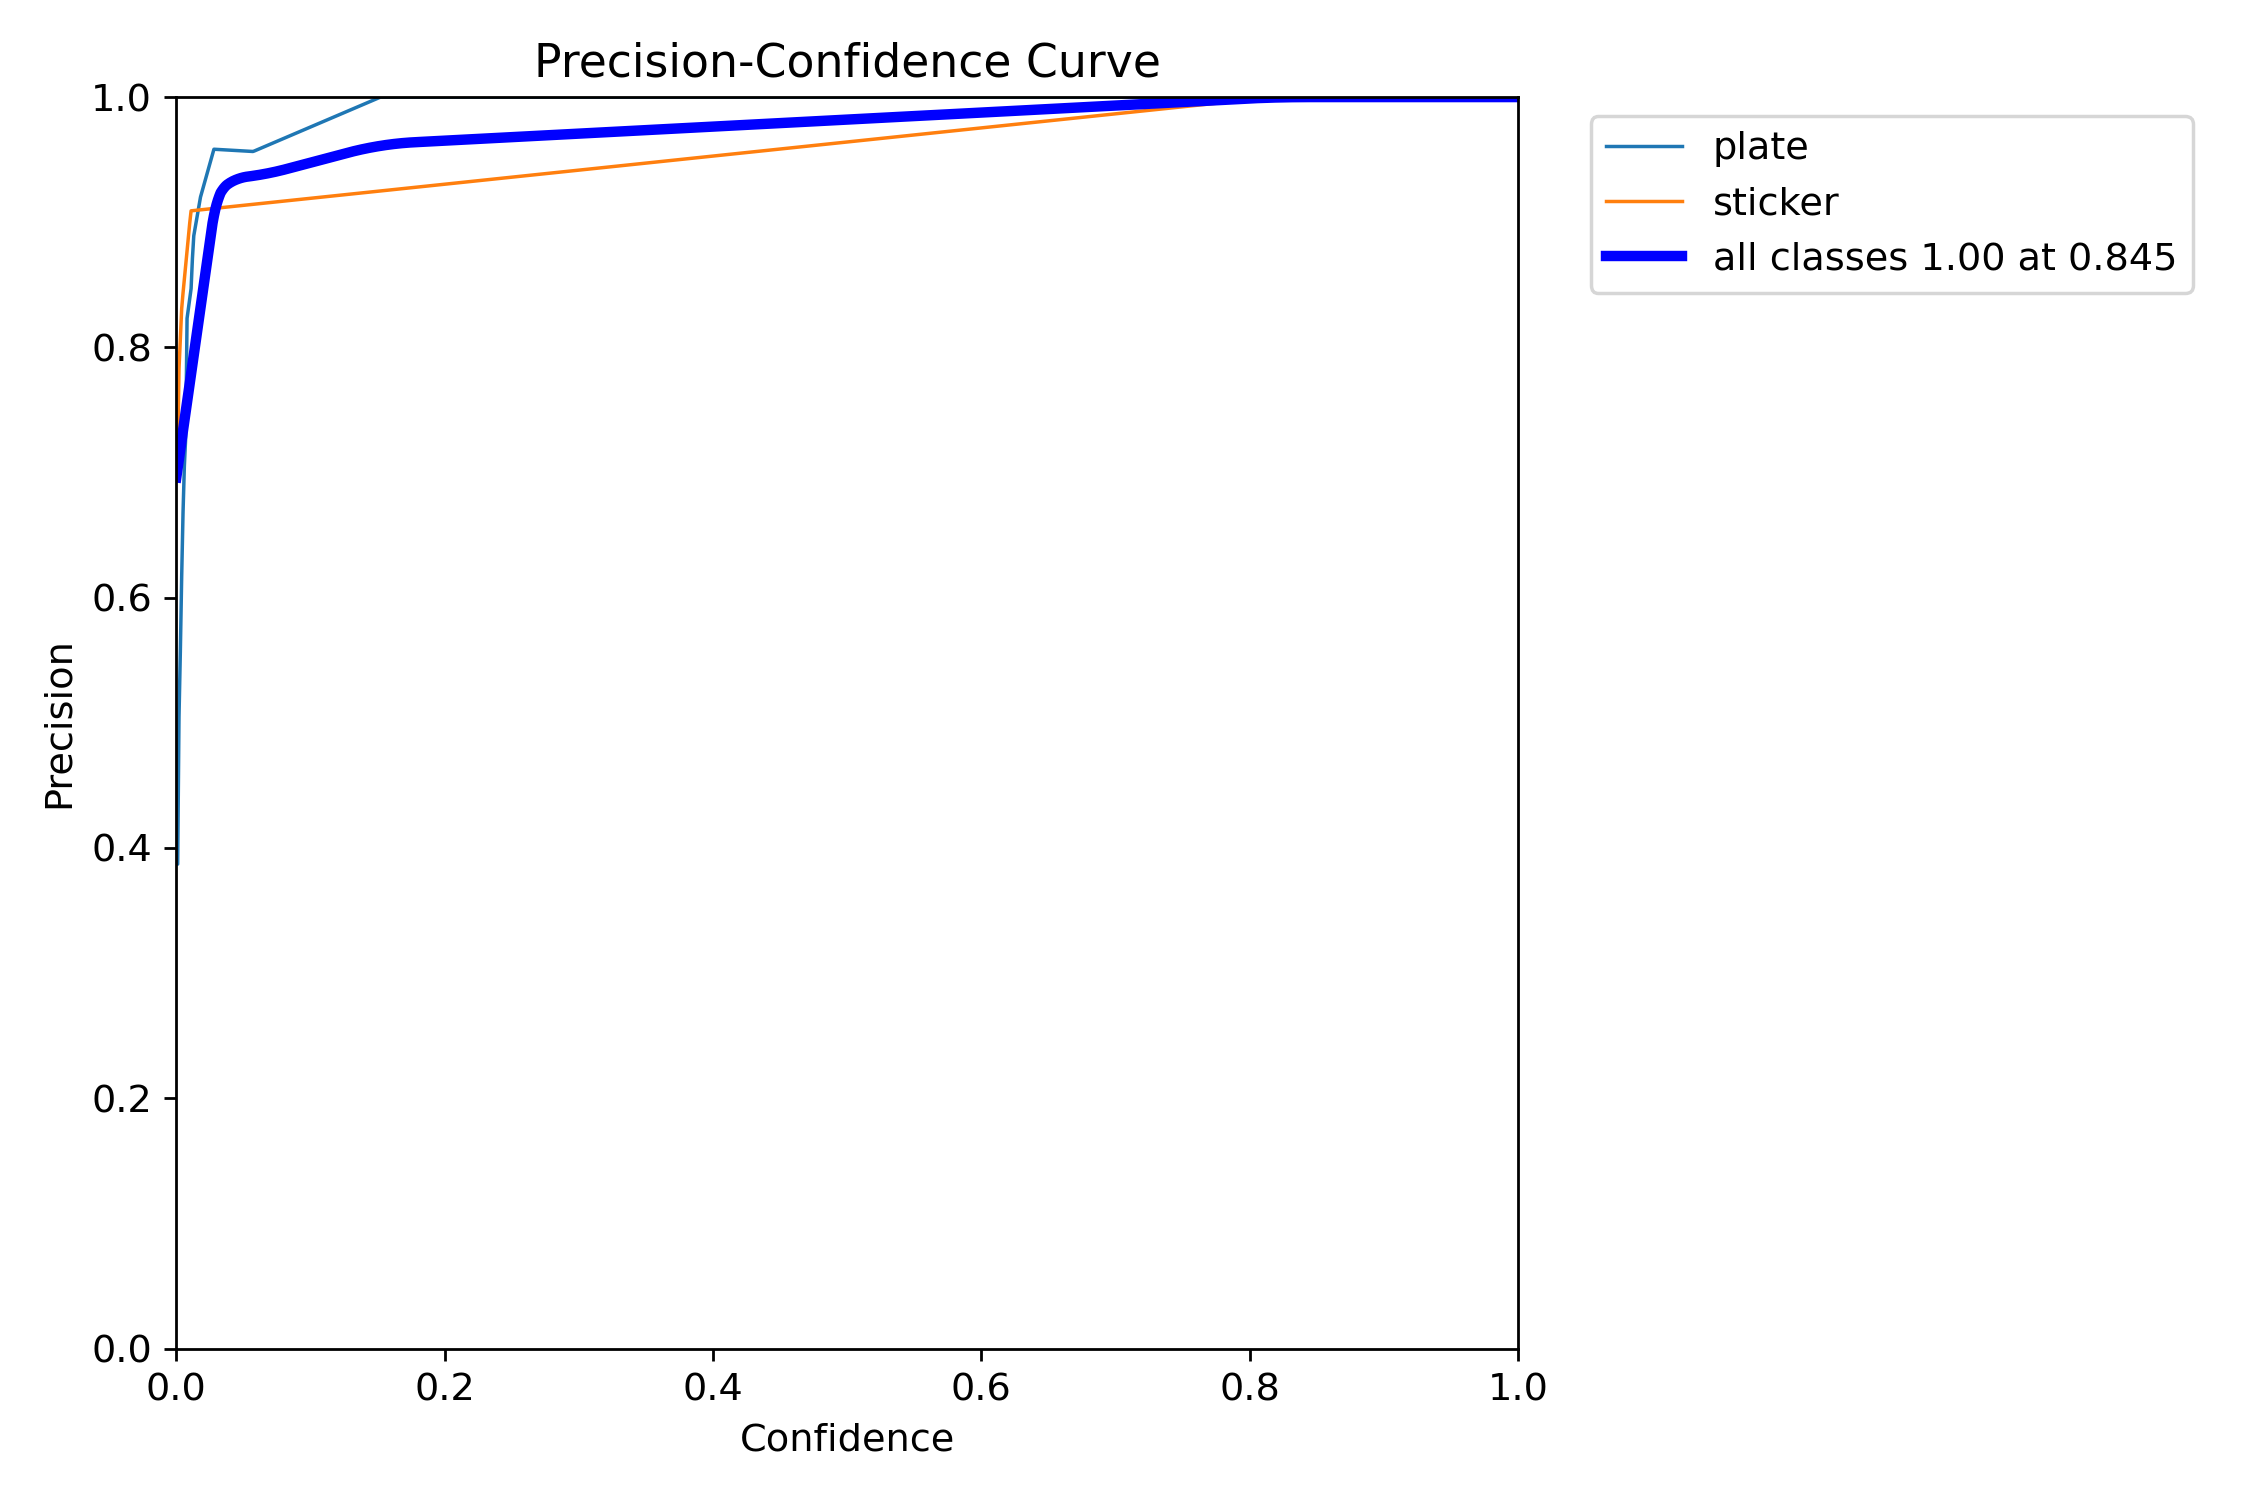 Precision-Confidence Curve
1.0
0.8
0.6
0.4
0.2
0.0
Precision
0.0 0.2 0.4 0.6 0.8 1.0
Confidence
plate
sticker
all classes 1.00 at 0.845